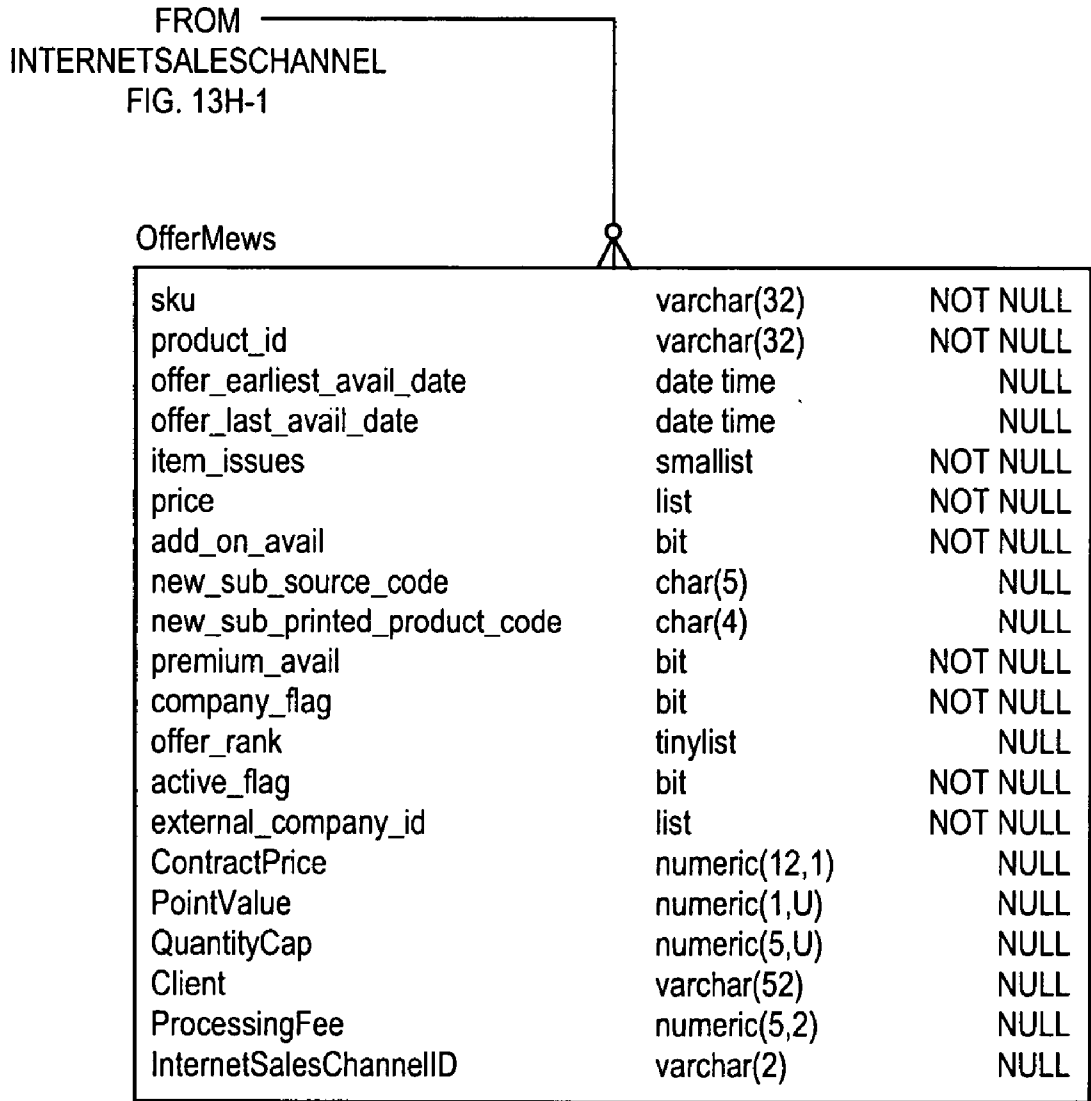 FROM
INTERNETSALESCHANNEL
FIG. 13H-1
OfferMews
sku varchar(32) NOT NULL
product_id varchar(32) NOT NULL
offer_earliest_avail_date date time NULL
offer_last_avail_date date time NULL
item_issues smallist NOT NULL
price list NOT NULL
add_on_avail bit NOT NULL
new_sub_source_code char(5) NULL
new_sub_printed_product_code char(4) NULL
premium_avail bit NOT NULL
company_flag bit NOT NULL
offer_rank tinylist NULL
active_flag bit NOT NULL
external_company_id list NOT NULL
ContractPrice numeric(12,1) NULL
PointValue numeric(1,U) NULL
QuantityCap numeric(5,U) NULL
Client varchar(52) NULL
ProcessingFee numeric(5,2) NULL
InternetSalesChannelID varchar(2) NULL